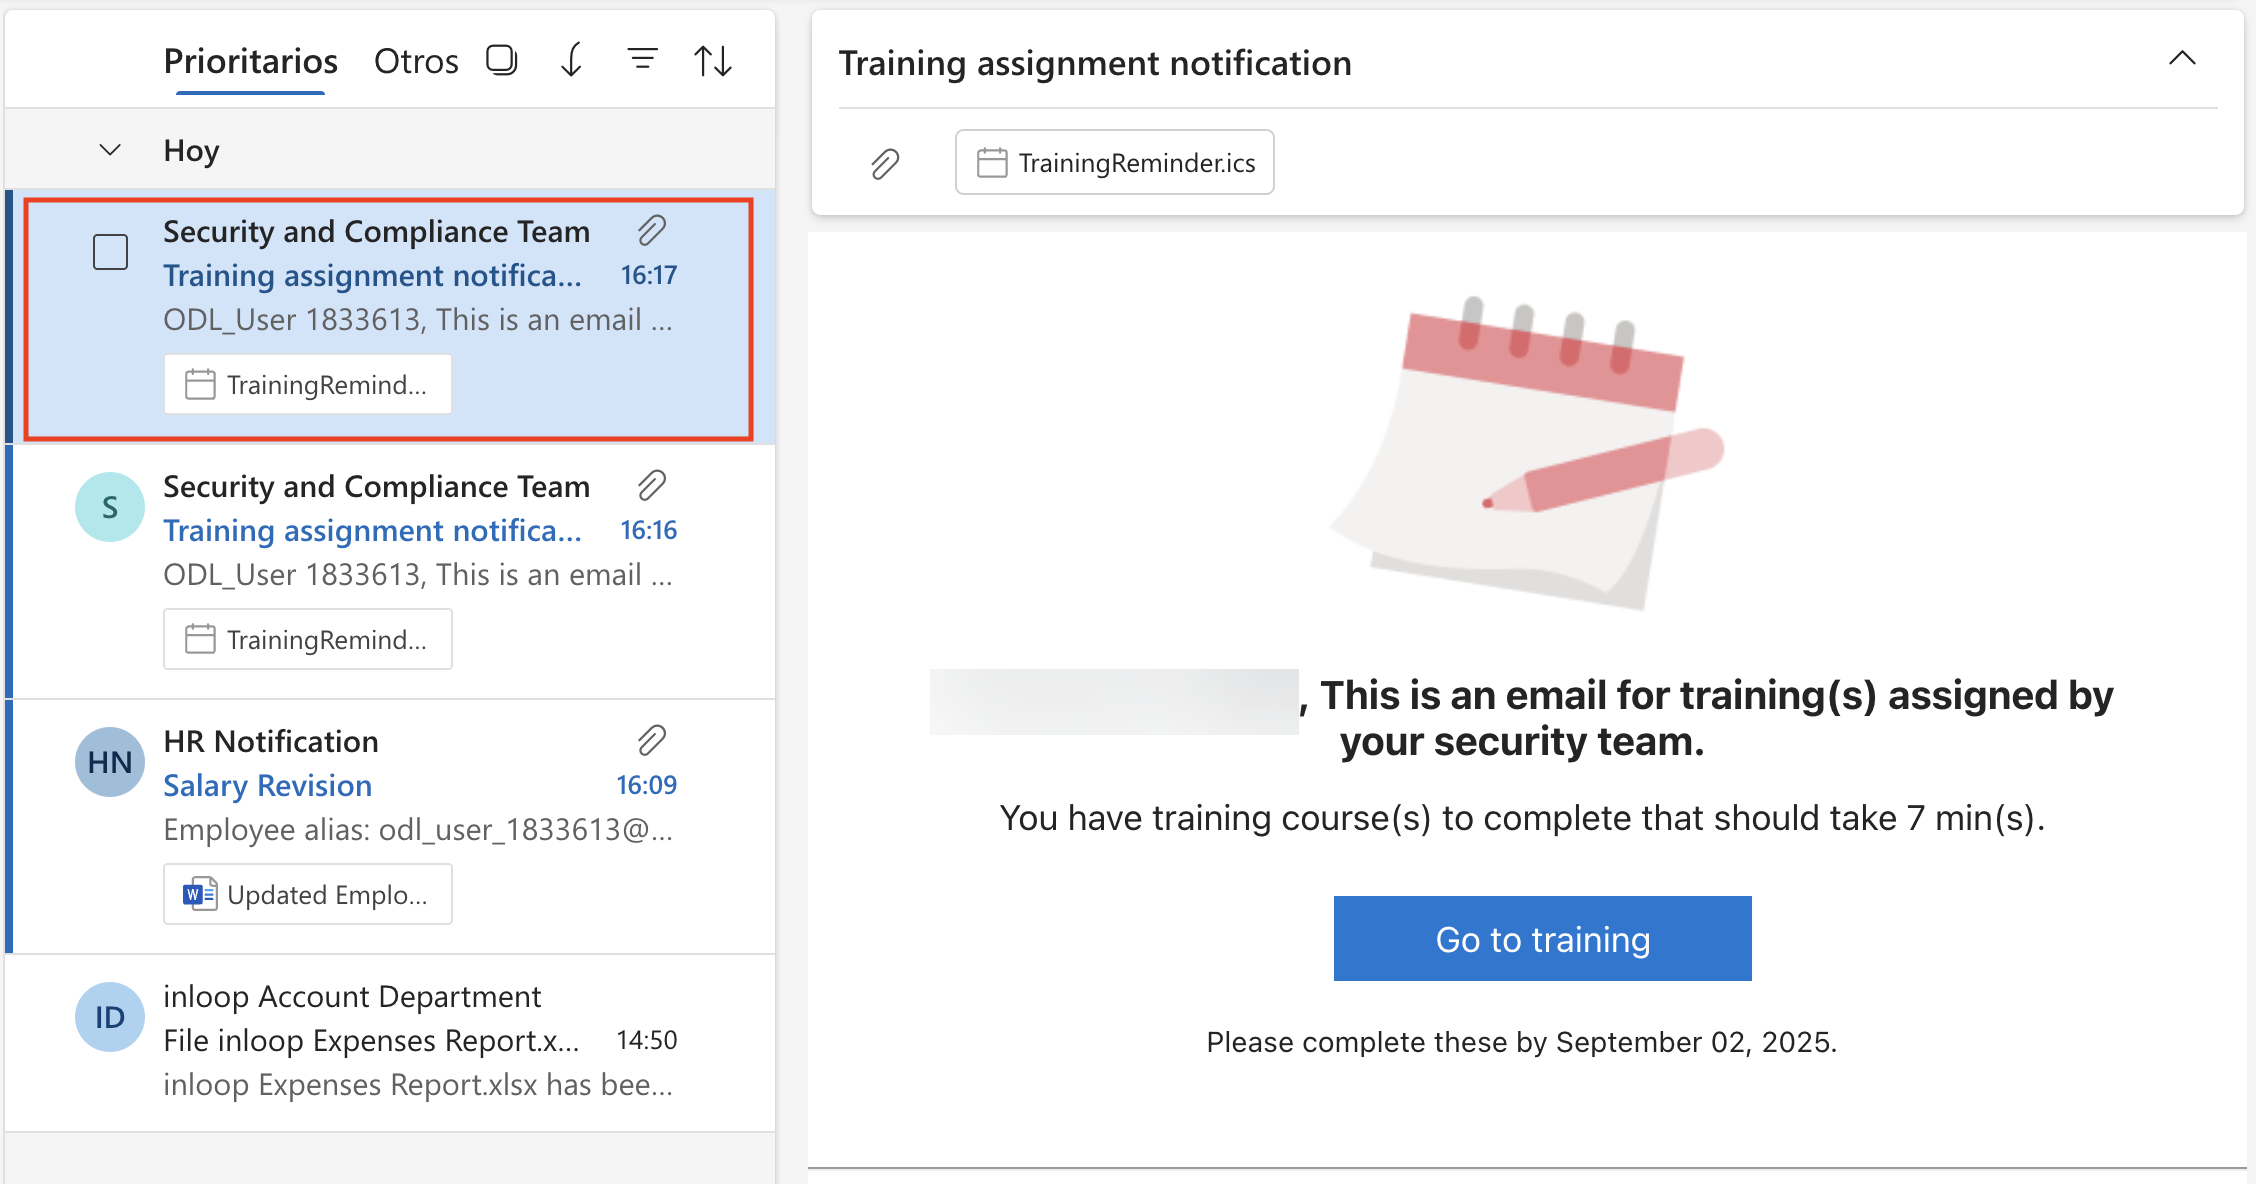 Prioritarios
Otros
Hoy
Security and Compliance Team
Training assignment notifica...
16:17
ODL_User 1833613, This is an email ...
TrainingRemind...
S
Security and Compliance Team
Training assignment notifica...
16:16
ODL_User 1833613, This is an email ...
TrainingRemind...
HN
HR Notification
Salary Revision
16:09
Employee alias: odl_user_1833613@...
W
Updated Emplo...
ID
inloop Account Department
File inloop Expenses Report.x...
14:50
inloop Expenses Report.xlsx has bee...
Training assignment notification
TrainingReminder.ics
, This is an email for training(s) assigned by
your security team.
You have training course(s) to complete that should take 7 min(s).
Go to training
Please complete these by September 02, 2025.